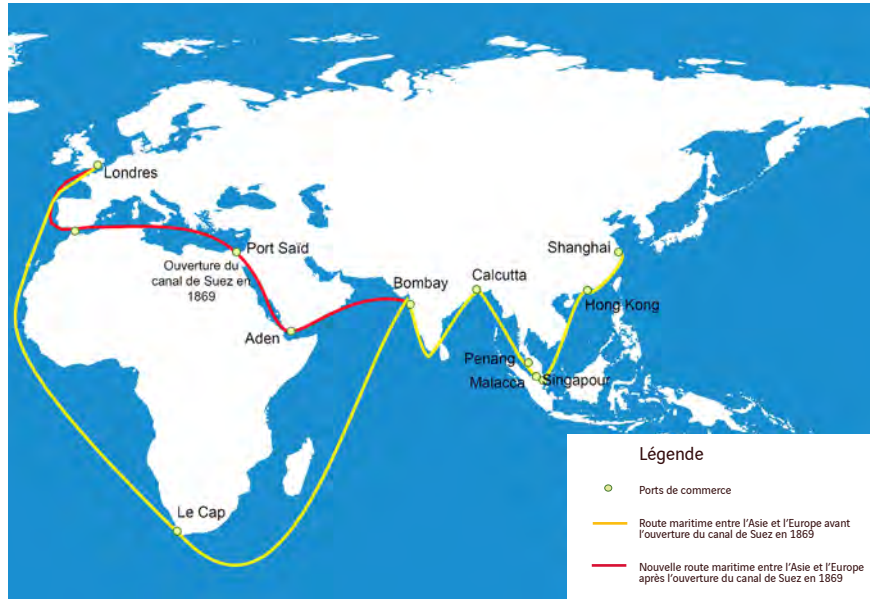 Londres
Port Saïd
Ouverture du
canal de Suez en
1869
Aden
Bombay
Calcutta
Shanghai
Hong Kong
Penang
Malacca
Singapour
Le Cap
Légende
Ports de commerce
Route maritime entre l'Asie et l'Europe avant
l'ouverture du canal de Suez en 1869
Nouvelle route maritime entre l'Asie et l'Europe
après l'ouverture du canal de Suez en 1869